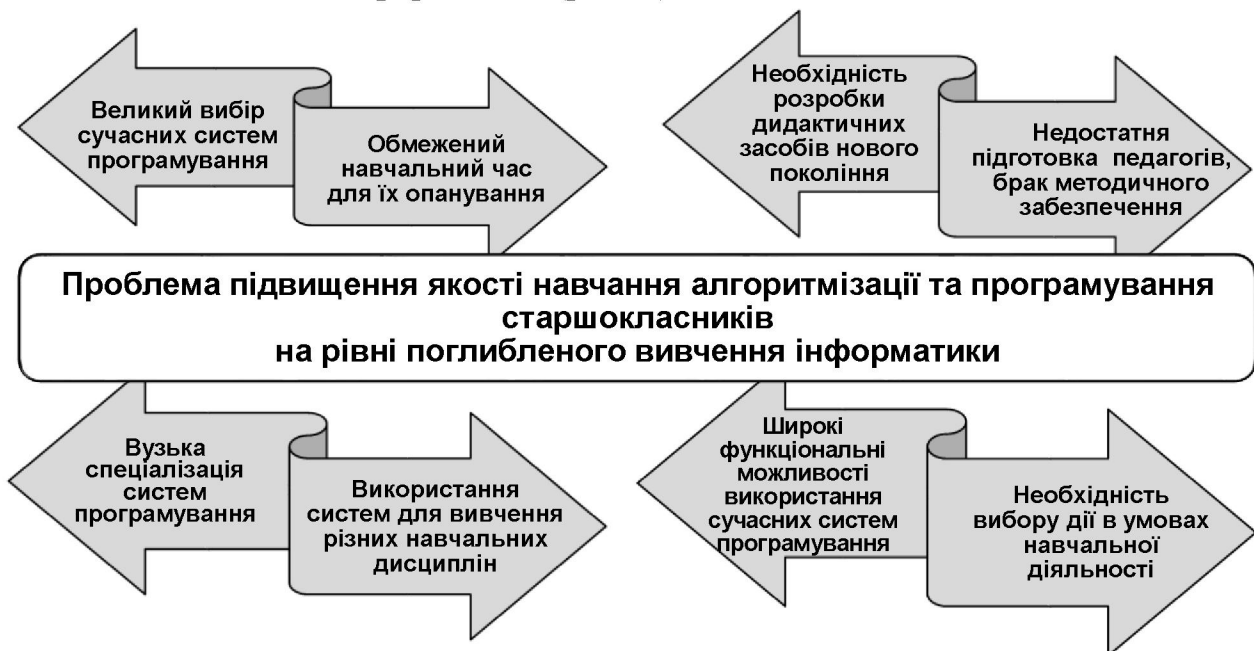 Великий вибір
сучасних систем
програмування
Обмежений
навчальний час
для їх опанування
Необхідність
розробки
дидактичних
засобів нового
покоління
Недостатня
підготовка педагогів,
брак методичного
забезпечення
Проблема підвищення якості навчання алгоритмізації та програмування
старшокласників
на рівні поглибленого вивчення інформатики
Вузька
спеціалізація
систем
програмування
Використання
систем для вивчення
різних навчальних
дисциплін
Широкі
функціональні
можливості
використання
сучасних систем
програмування
Необхідність
вибору дії в умовах
навчальної
діяльності